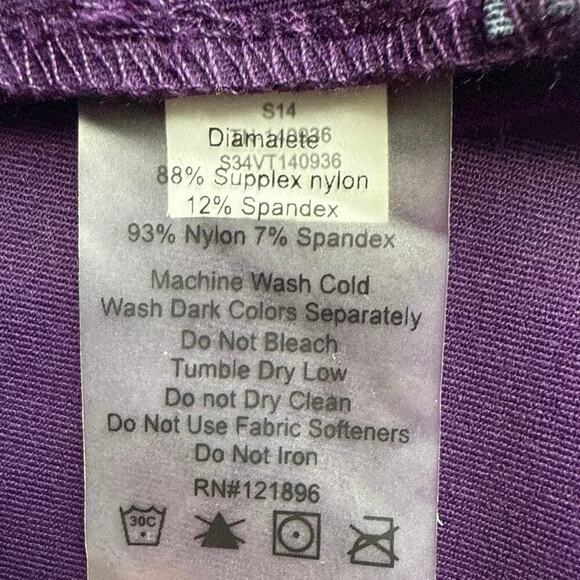 S14
Diamalete
S34VT140936
88% Supplex nylon
12% Spandex
93% Nylon 7% Spandex
Machine Wash Cold
Wash Dark Colors Separately
Do Not Bleach
Tumble Dry Low
Do not Dry Clean
Do Not Use Fabric Softeners
Do Not Iron
RN#121896
30C